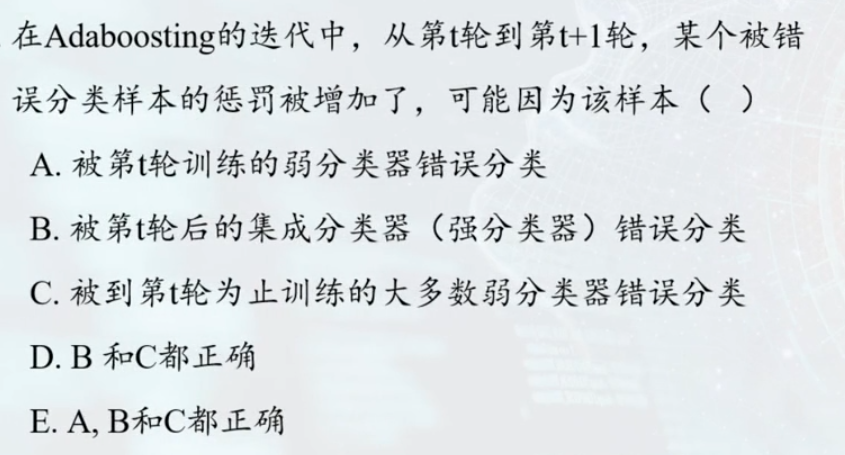 在Adaboosting的迭代中，从第t轮到第t+1轮，某个被错
误分类样本的惩罚被增加了，可能因为该样本（ ）
A. 被第t轮训练的弱分类器错误分类
B. 被第t轮后的集成分类器（强分类器）错误分类
C. 被到第t轮为止训练的大多数弱分类器错误分类
D. B 和C都正确
E. A, B和C都正确